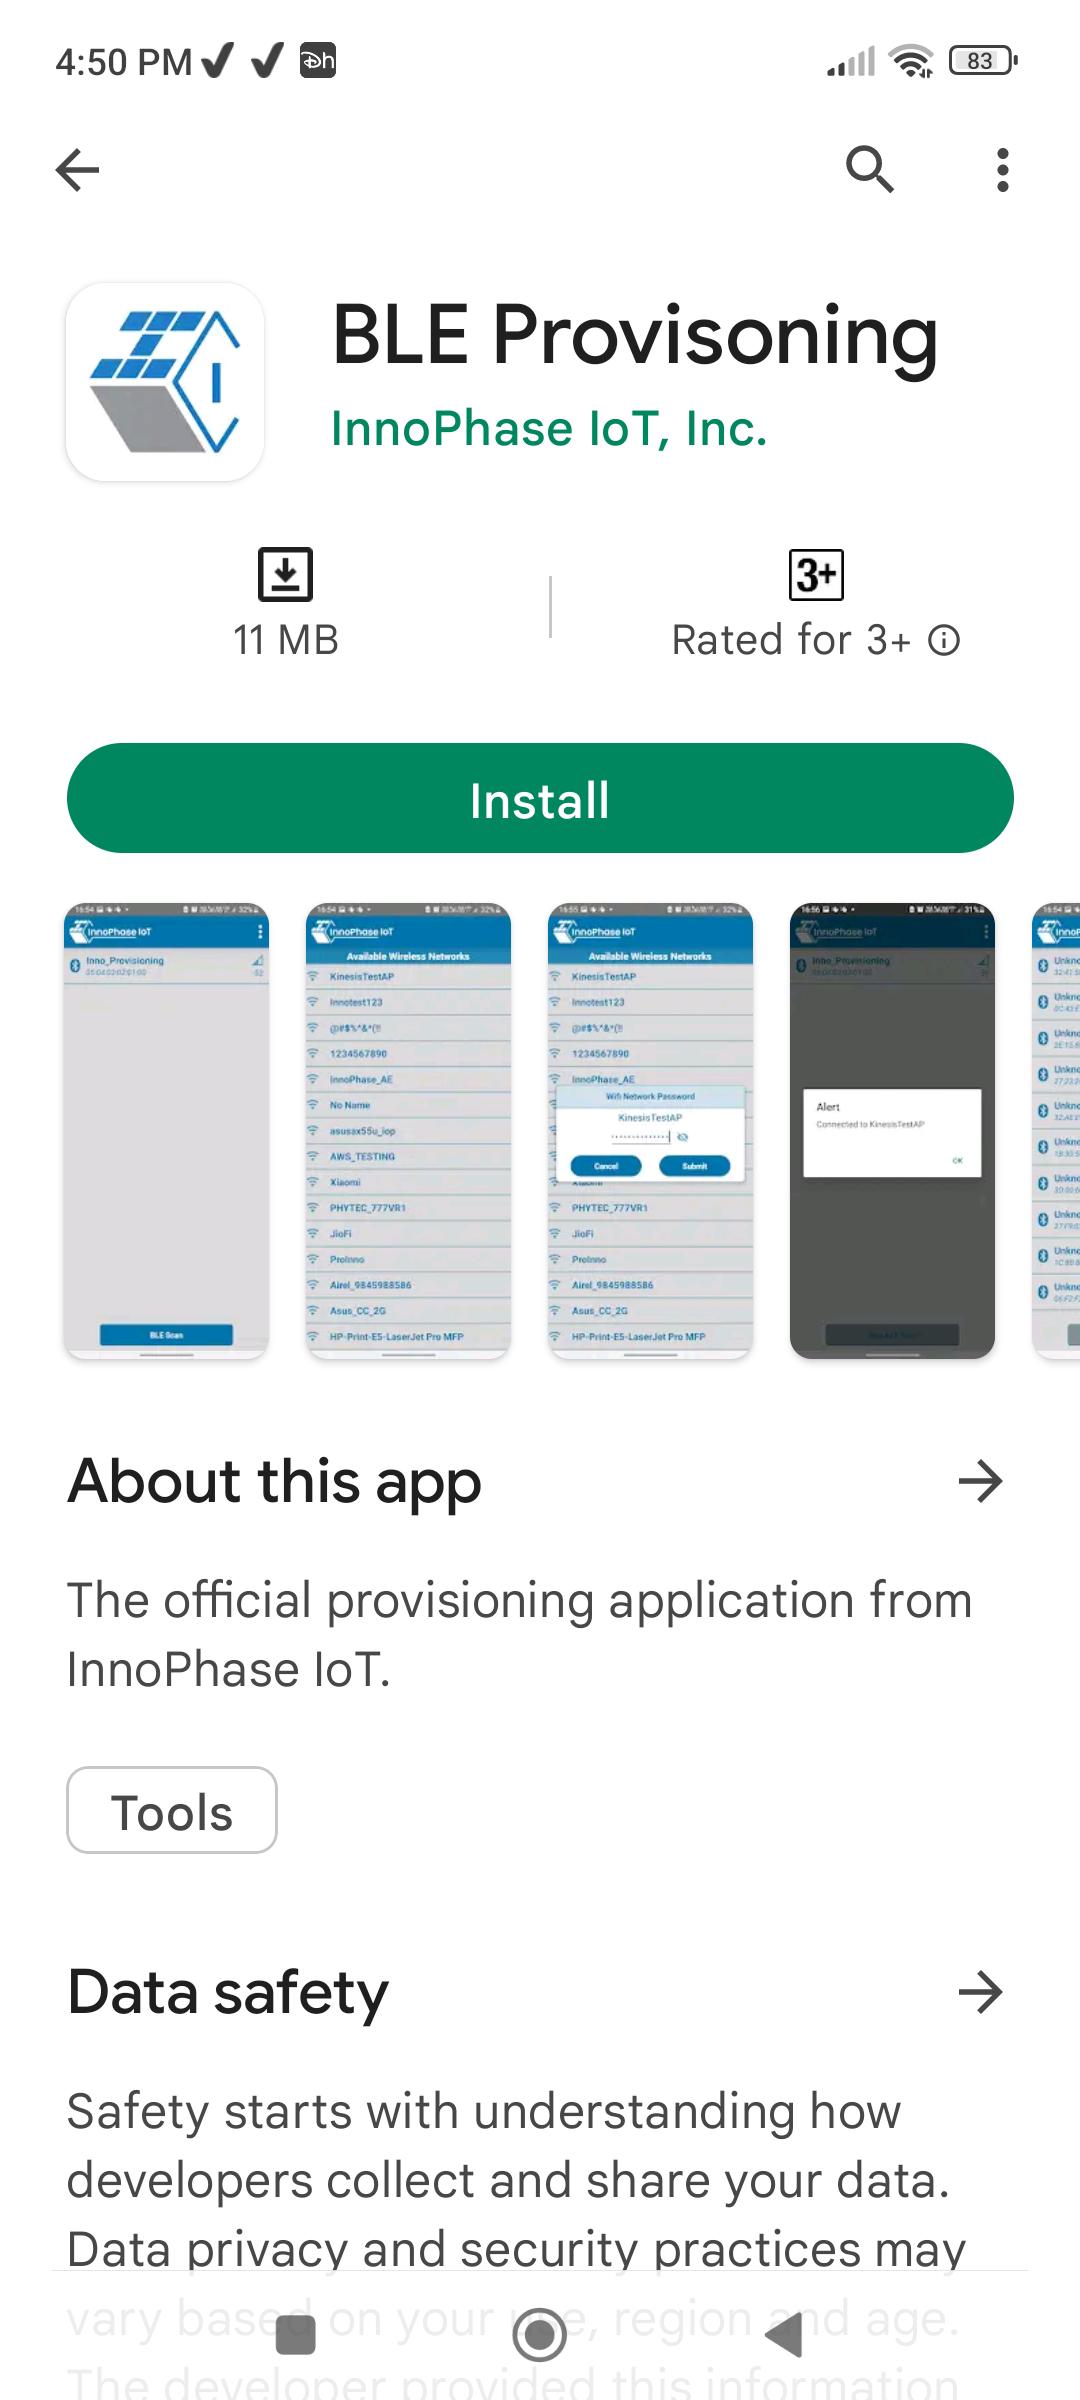 4:50 PM
83
BLE Provisoning
InnoPhase IoT, Inc.
3+
11 MB
Rated for 3+
Install
InnoPhase IoT
Inno_Provisioning
BLE Scan
InnoPhase IoT
Available Wireless Networks
KinesisTestAP
Innotest123
@#$%^&*(!!
1234567890
InnoPhase_AE
No Name
asusax55u_iop
AWS_TESTING
Xiaomi
PHYTEC_777VR1
JioFi
ProInno
Airel_9845988586
Asus_CC_2G
HP-Print-E5-LaserJet Pro MFP
InnoPhase IoT
Available Wireless Networks
KinesisTestAP
Innotest123
@#$%^&*(!!
1234567890
InnoPhase_AE
Wifi Network Password
KinesisTestAP
Cancel
Submit
Xiaomi
PHYTEC_777VR1
JioFi
ProInno
Airel_9845988586
Asus_CC_2G
HP-Print-E5-LaserJet Pro MFP
InnoPhase IoT
Inno_Provisioning
Alert
Connected to KinesisTestAP
OK
About this app
The official provisioning application from
InnoPhase IoT.
Tools
Data safety
Safety starts with understanding how
developers collect and share your data.
Data privacy and security practices may
vary based on your use, region and age.
The developer provided this information